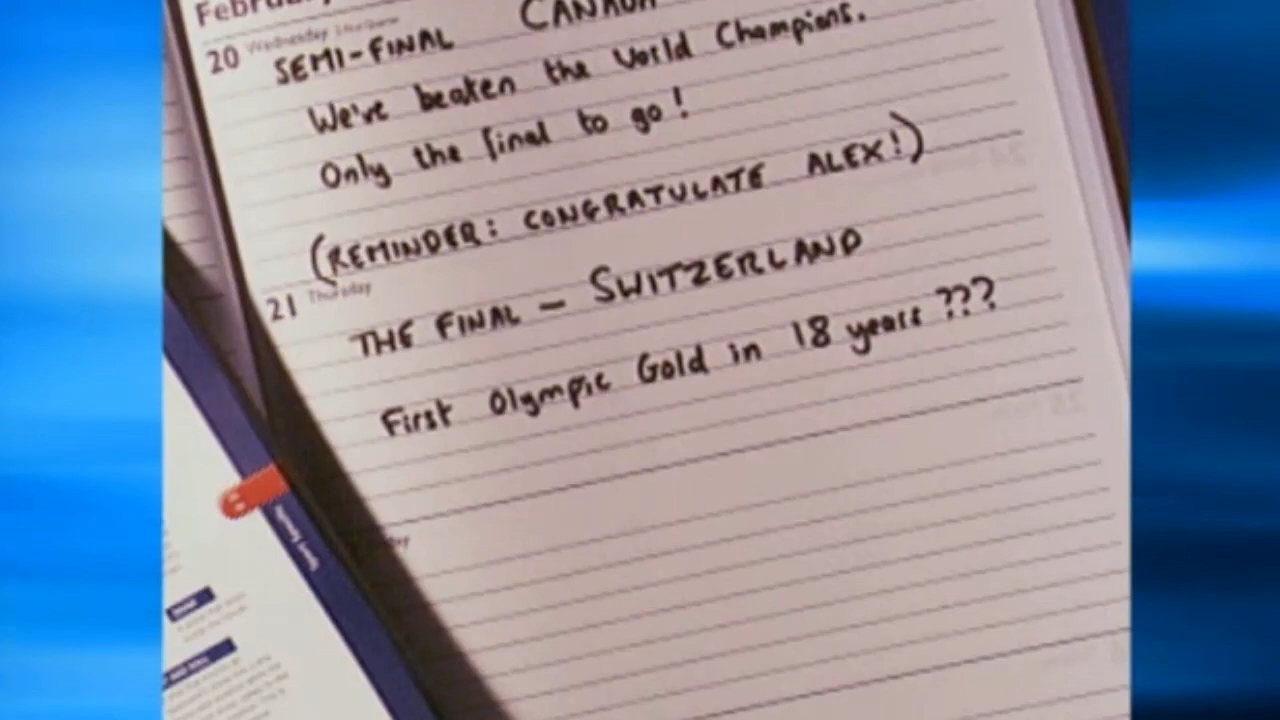 February
20 Wednesday
SEMI-FINAL CANADA
We've beaten the World Champions.
Only the final to go!
(REMINDER: CONGRATULATE ALEX!)
21 Thursday
THE FINAL – SWITZERLAND
First Olympic Gold in 18 years ???